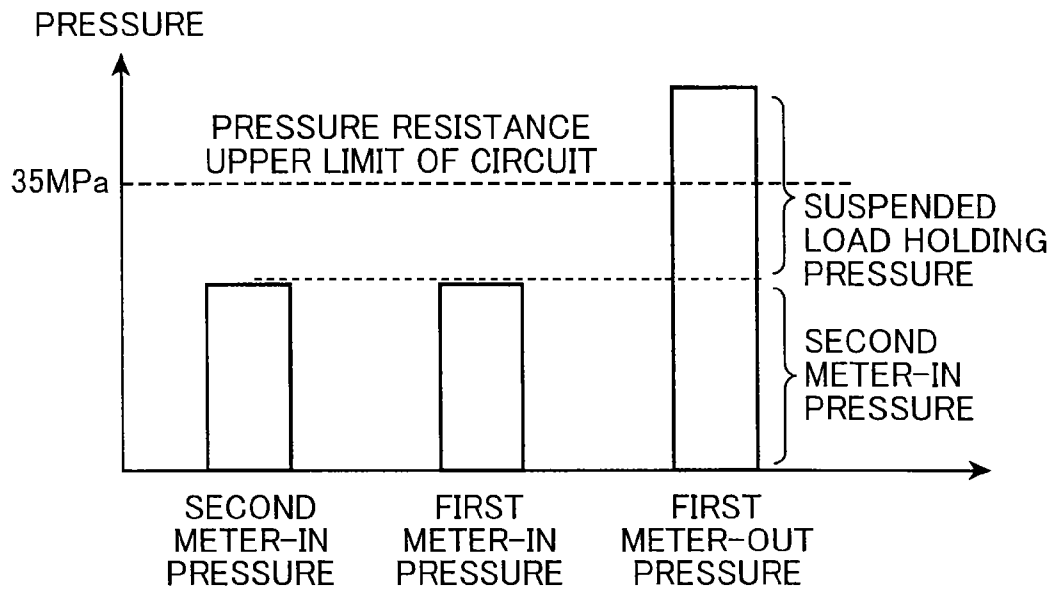 PRESSURE
PRESSURE RESISTANCE
UPPER LIMIT OF CIRCUIT
35MPa
SUSPENDED
LOAD HOLDING
PRESSURE
SECOND
METER-IN
PRESSURE
SECOND
METER-IN
PRESSURE
FIRST
METER-IN
PRESSURE
FIRST
METER-OUT
PRESSURE